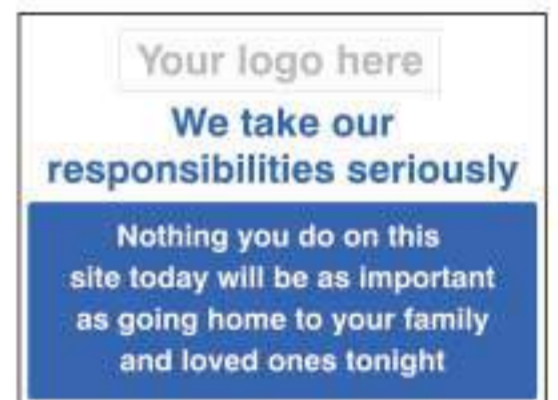 Your logo here
We take our
responsibilities seriously
Nothing you do on this
site today will be as important
as going home to your family
and loved ones tonight